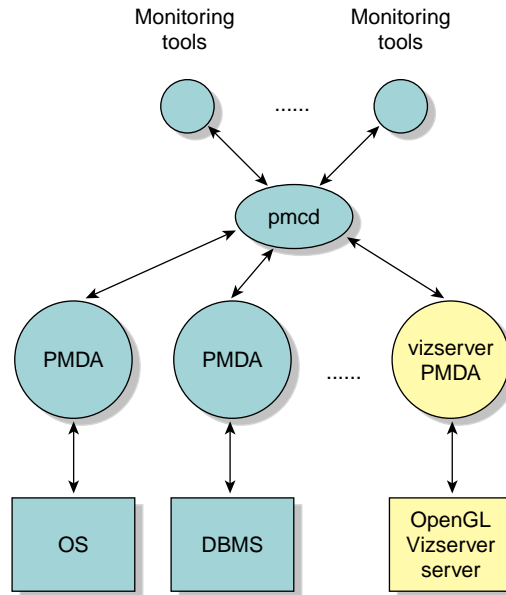 Monitoring
tools
Monitoring
tools
......
pmcd
PMDA
PMDA
......
vizserver
PMDA
OS
DBMS
OpenGL
Vizserver
server